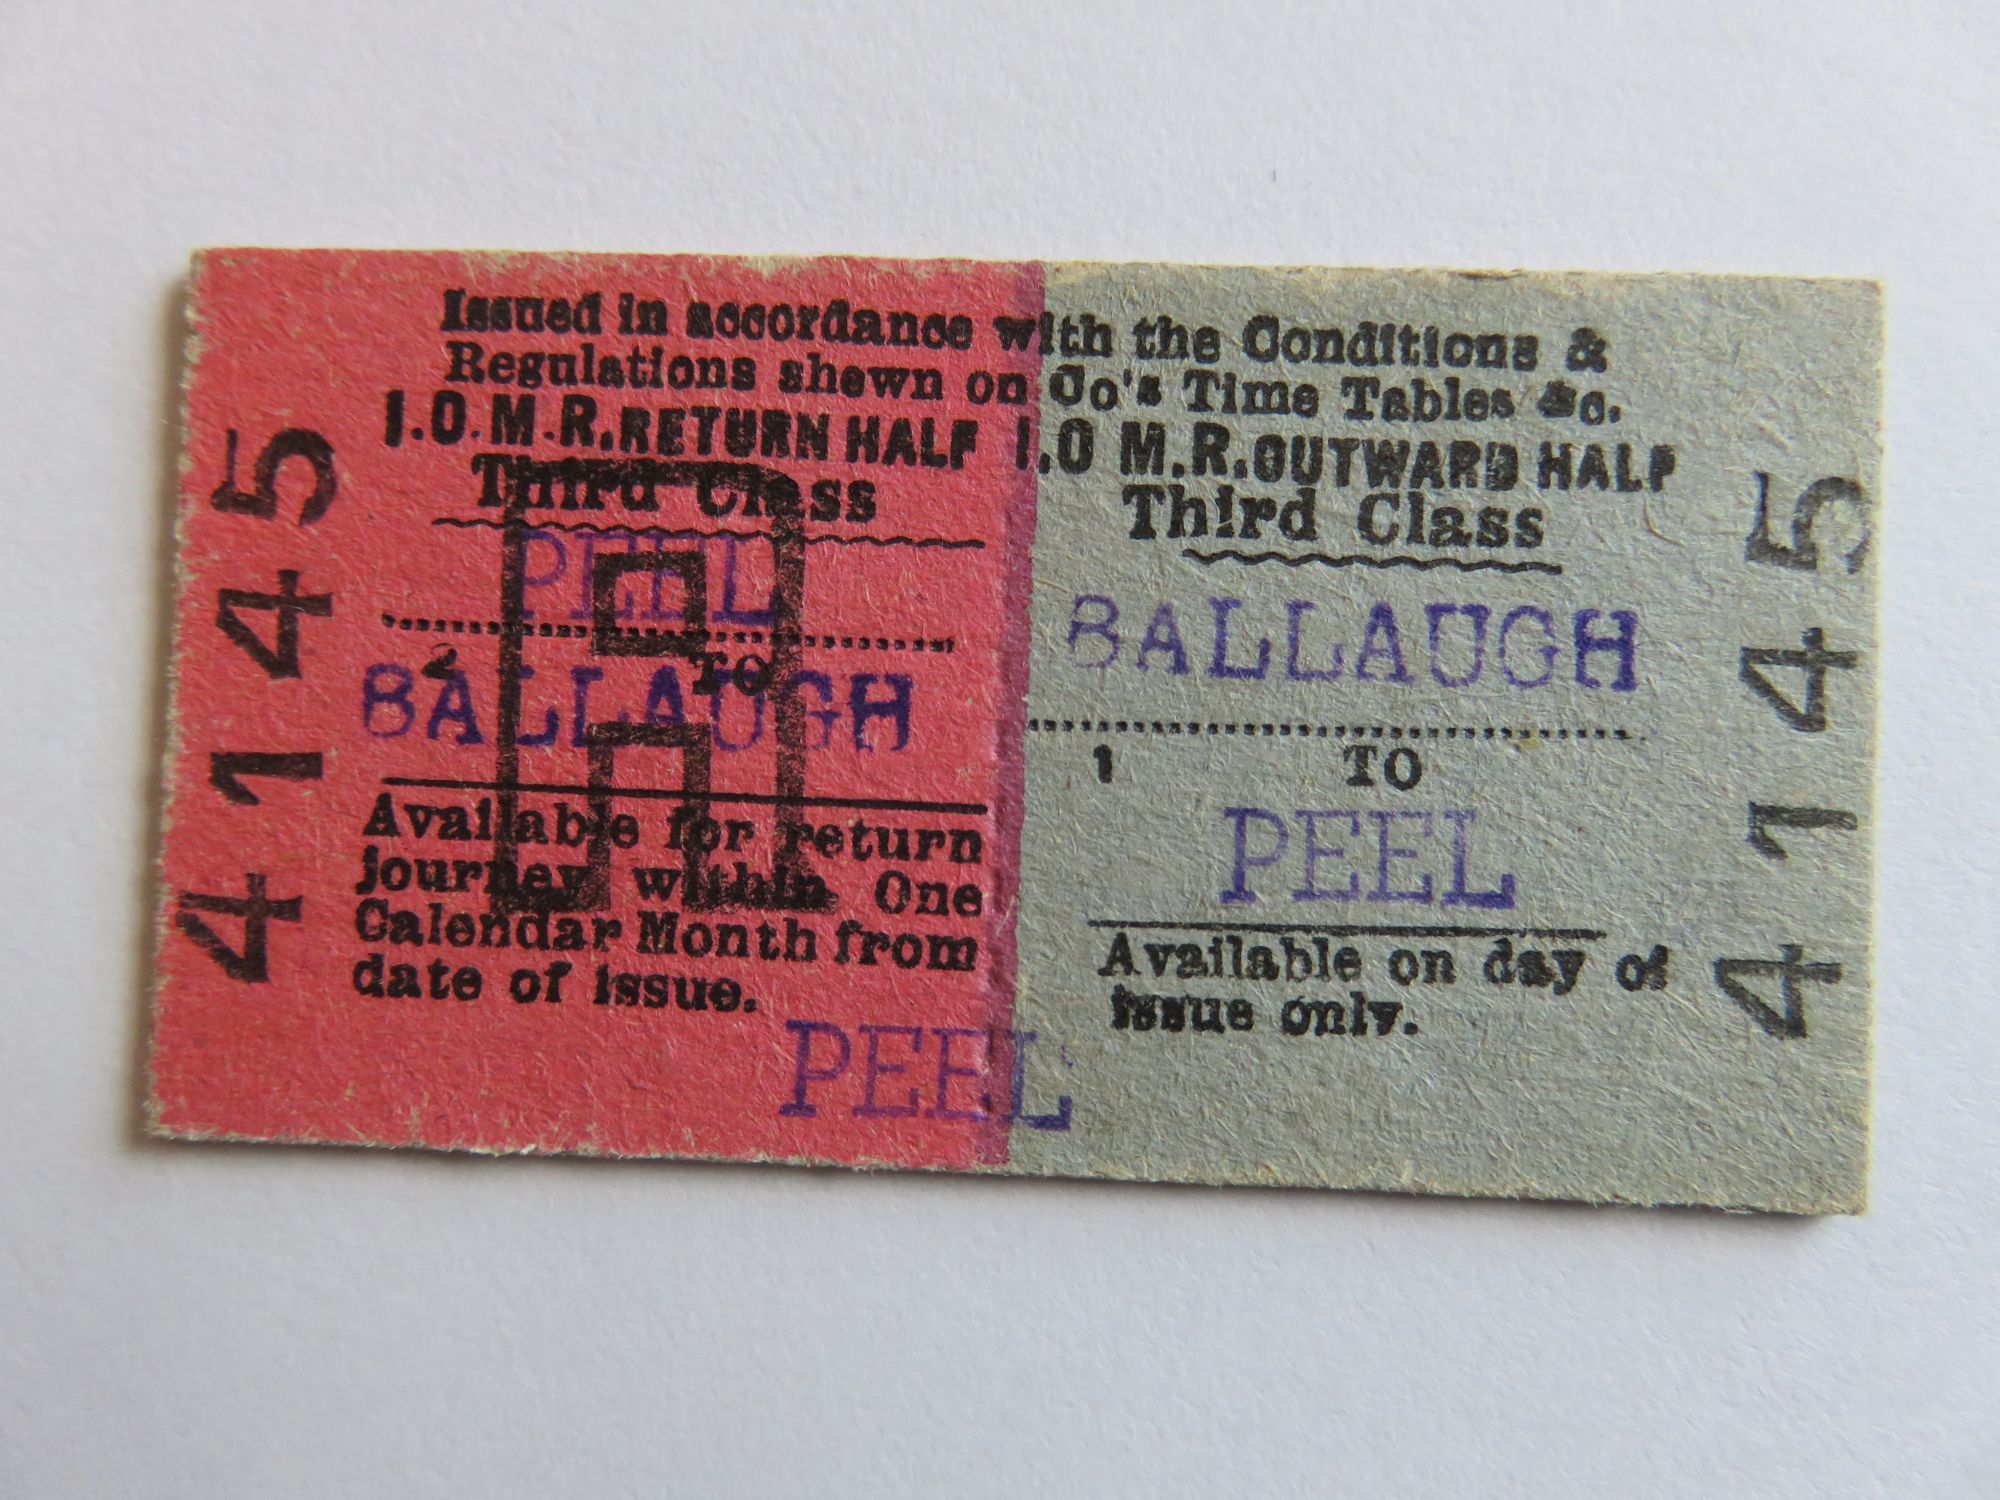 Issued in accordance with the Conditions &
Regulations shewn on Co's Time Tables &c.
I.O.M.R. RETURN HALF
Third Class
PEEL
2 TO
BALLAUGH
Available for return
journey within One
Calendar Month from
date of issue.
R
4145
I.O M.R. OUTWARD HALF
Third Class
BALLAUGH
1 TO
PEEL
Available on day of
issue only.
4145
PEEL